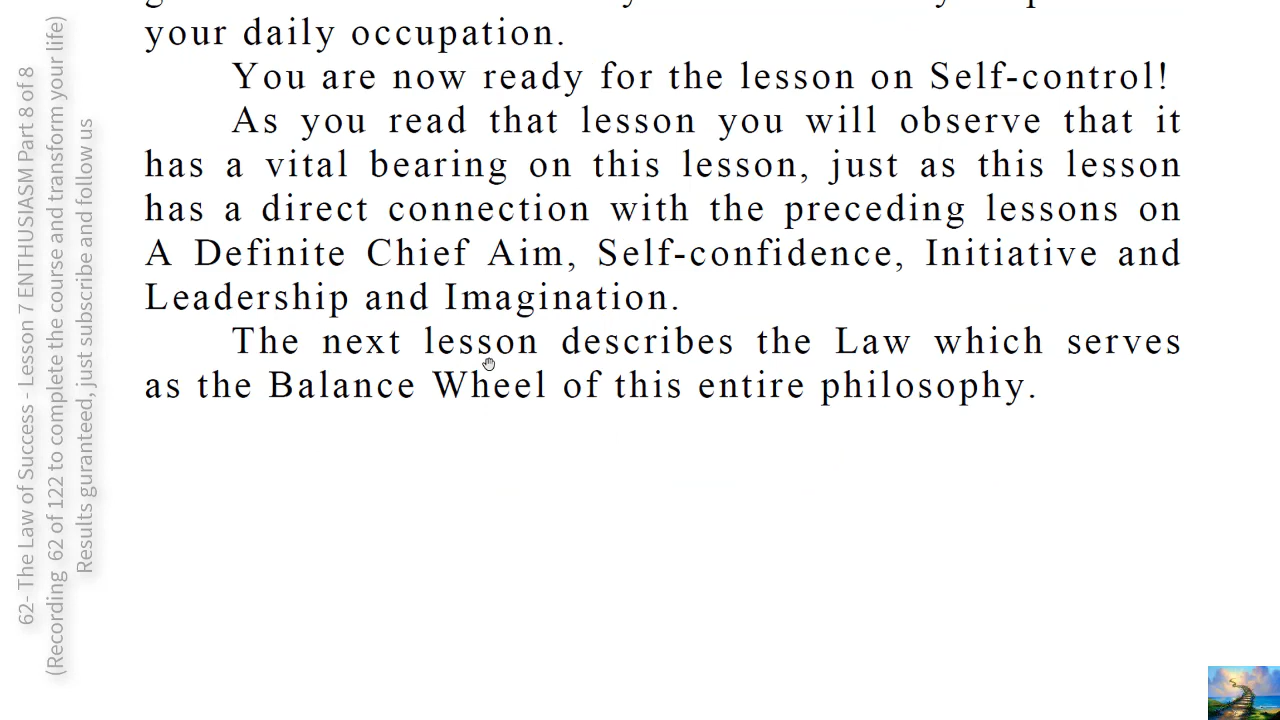 your daily occupation.
You are now ready for the lesson on Self-control!
As you read that lesson you will observe that it
has a vital bearing on this lesson, just as this lesson
has a direct connection with the preceding lessons on
A Definite Chief Aim, Self-confidence, Initiative and
Leadership and Imagination.
The next lesson describes the Law which serves
as the Balance Wheel of this entire philosophy.
62- The Law of Success - Lesson 7 ENTHUSIASM Part 8 of 8
(Recording 62 of 122 to complete the course and transform your life)
Results guranteed, just subscribe and follow us